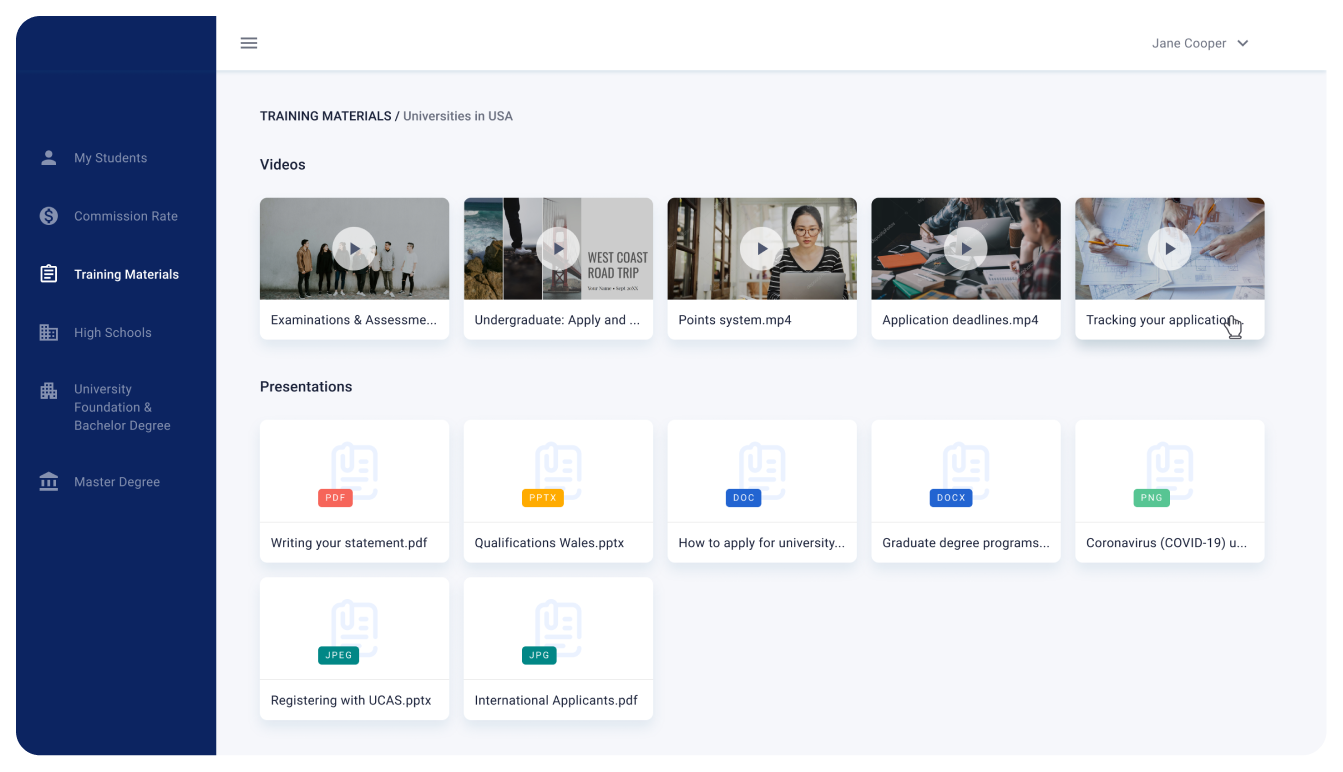 Jane Cooper
My Students
Commission Rate
Training Materials
High Schools
University
Foundation &
Bachelor Degree
Master Degree
TRAINING MATERIALS / Universities in USA
Videos
WEST COAST
ROAD TRIP
Your Name • Sept 20XX
Examinations & Assessme...
Undergraduate: Apply and ...
Points system.mp4
Application deadlines.mp4
Tracking your application...
Presentations
PDF
PPTX
DOC
DOCX
PNG
Writing your statement.pdf
Qualifications Wales.pptx
How to apply for university...
Graduate degree programs...
Coronavirus (COVID-19) u...
JPEG
JPG
Registering with UCAS.pptx
International Applicants.pdf